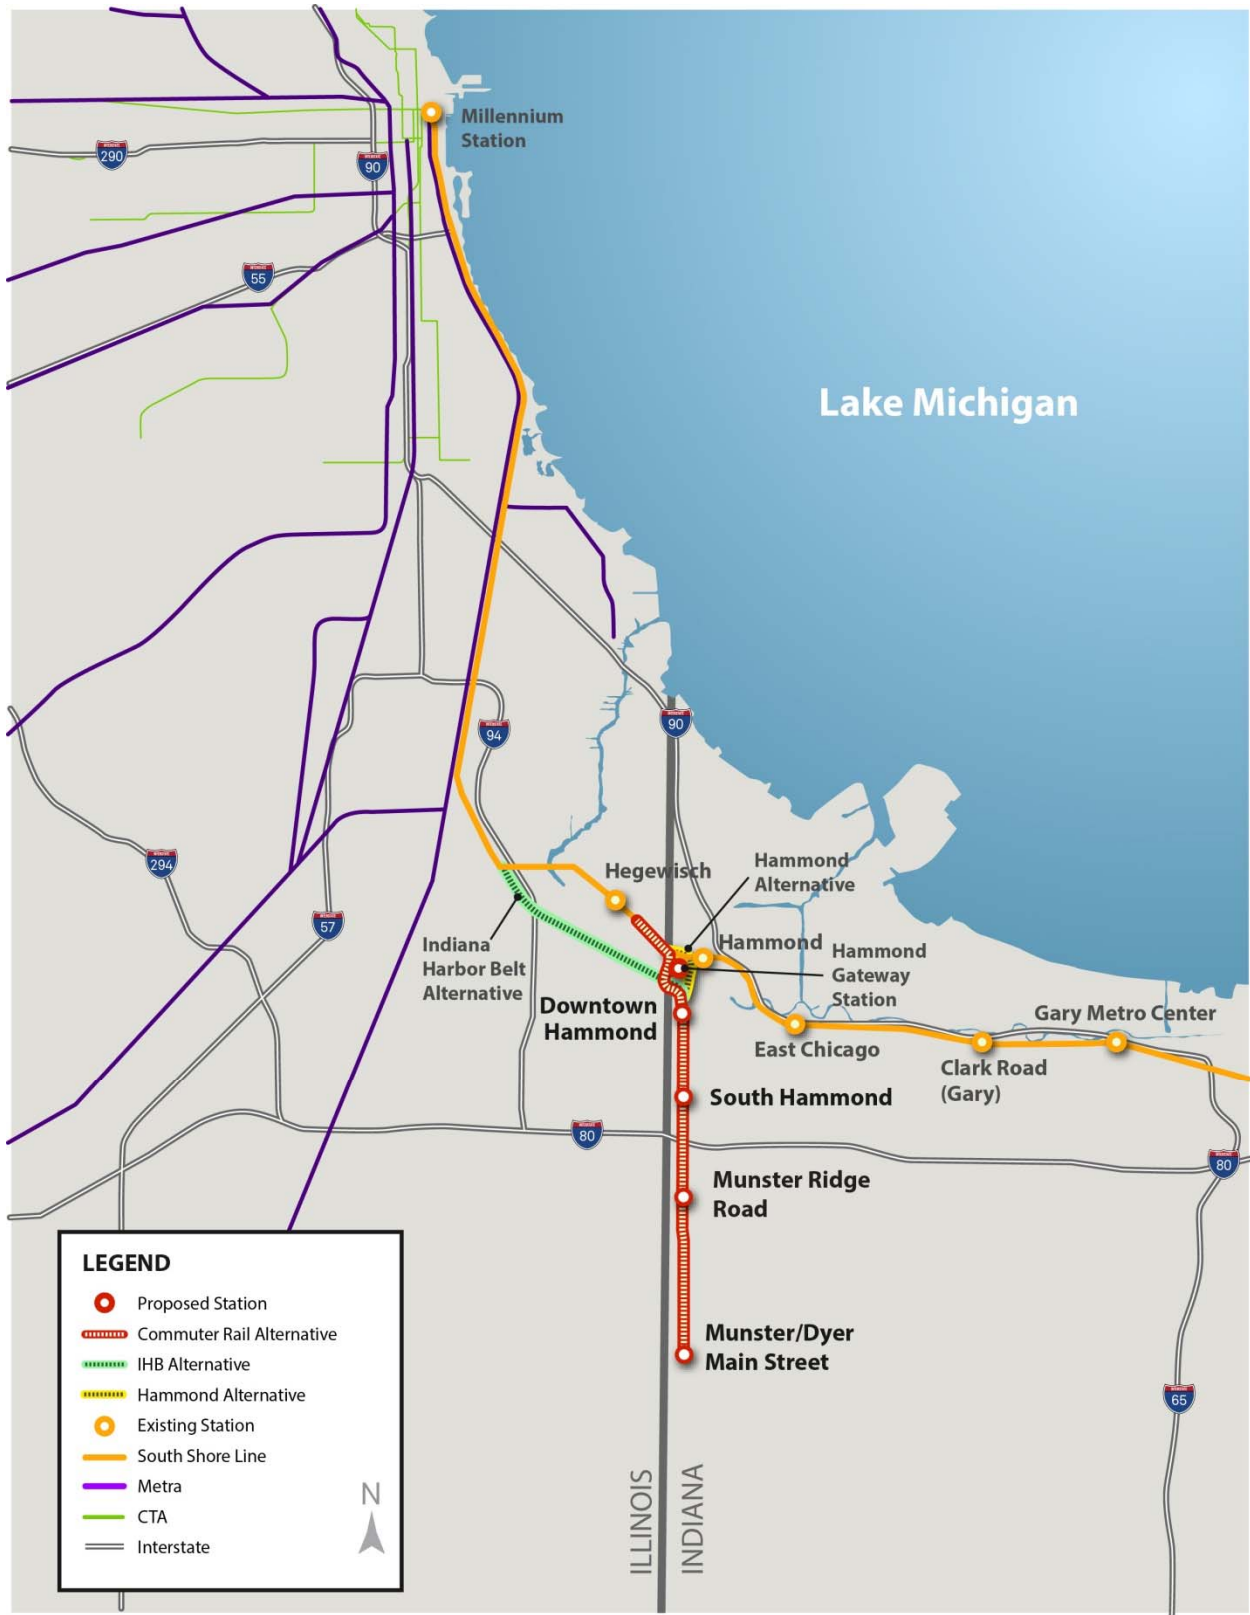 Millennium
Station
290
90
55
Lake Michigan
94
90
294
57
Hegewisch
Hammond
Alternative
Hammond
Indiana
Harbor Belt
Alternative
Hammond
Gateway
Station
Downtown
Hammond
Gary Metro Center
East Chicago
Clark Road
(Gary)
South Hammond
80
80
Munster Ridge
Road
Munster/Dyer
Main Street
65
LEGEND
Proposed Station
Commuter Rail Alternative
IHB Alternative
Hammond Alternative
Existing Station
South Shore Line
Metra
CTA
Interstate
N
ILLINOIS
INDIANA